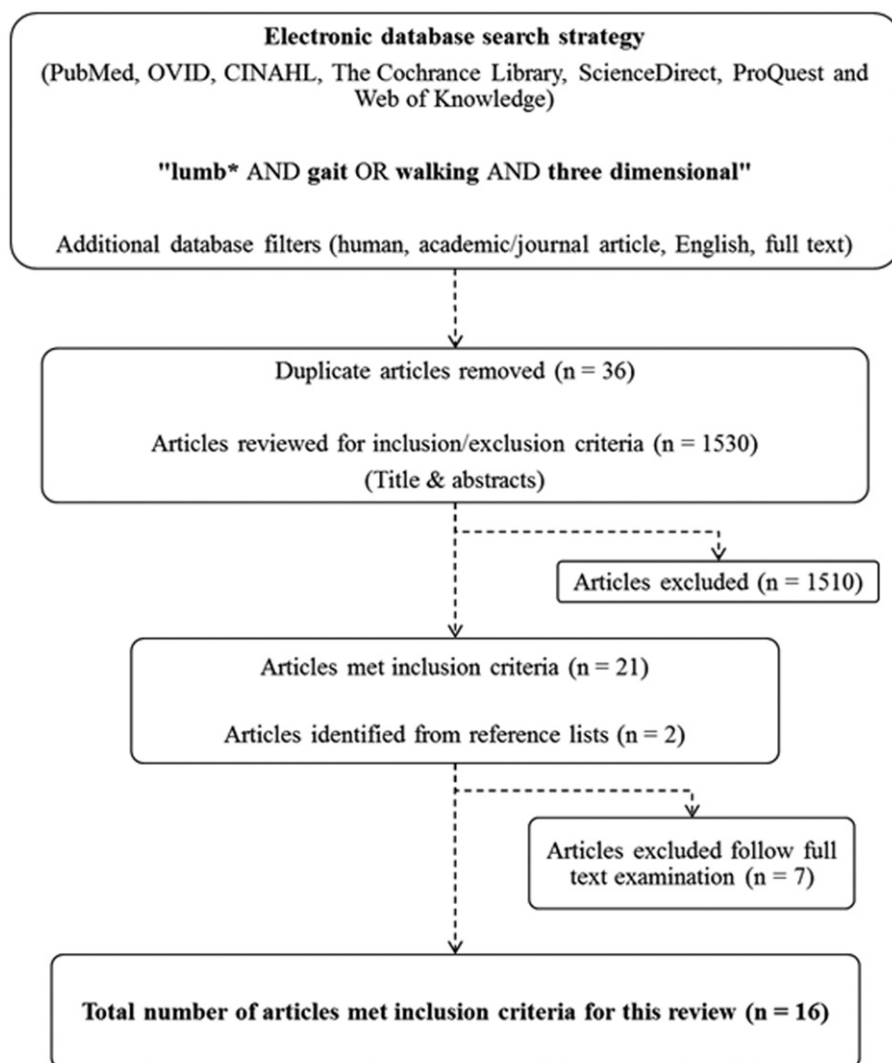 Electronic database search strategy
(PubMed, OVID, CINAHL, The Cochrance Library, ScienceDirect, ProQuest and
Web of Knowledge)
"lumb* AND gait OR walking AND three dimensional"
Additional database filters (human, academic/journal article, English, full text)
Duplicate articles removed (n = 36)
Articles reviewed for inclusion/exclusion criteria (n = 1530)
(Title & abstracts)
Articles excluded (n = 1510)
Articles met inclusion criteria (n = 21)
Articles identified from reference lists (n = 2)
Articles excluded follow full
text examination (n = 7)
Total number of articles met inclusion criteria for this review (n = 16)